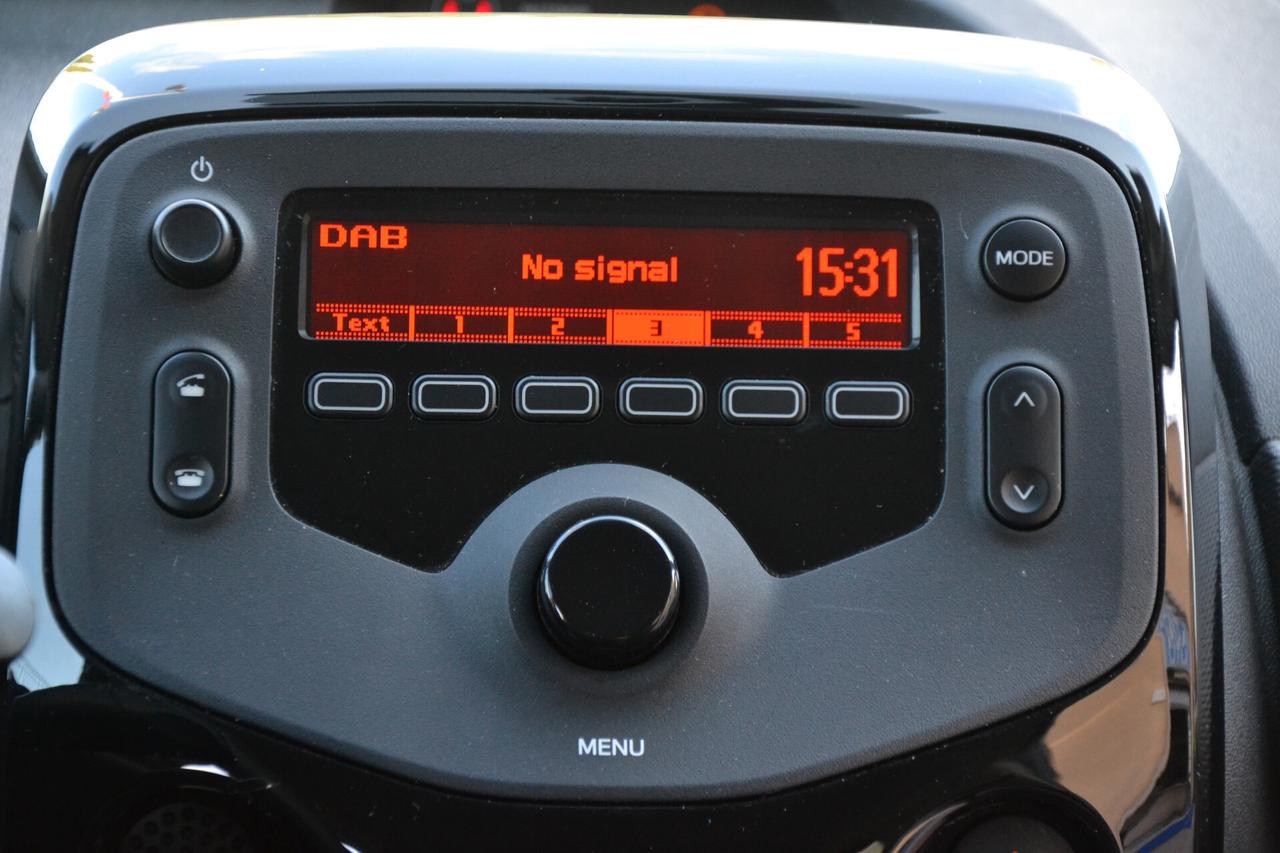 DAB
No signal
15:31
Text 1 2 3 4 5
MODE
MENU